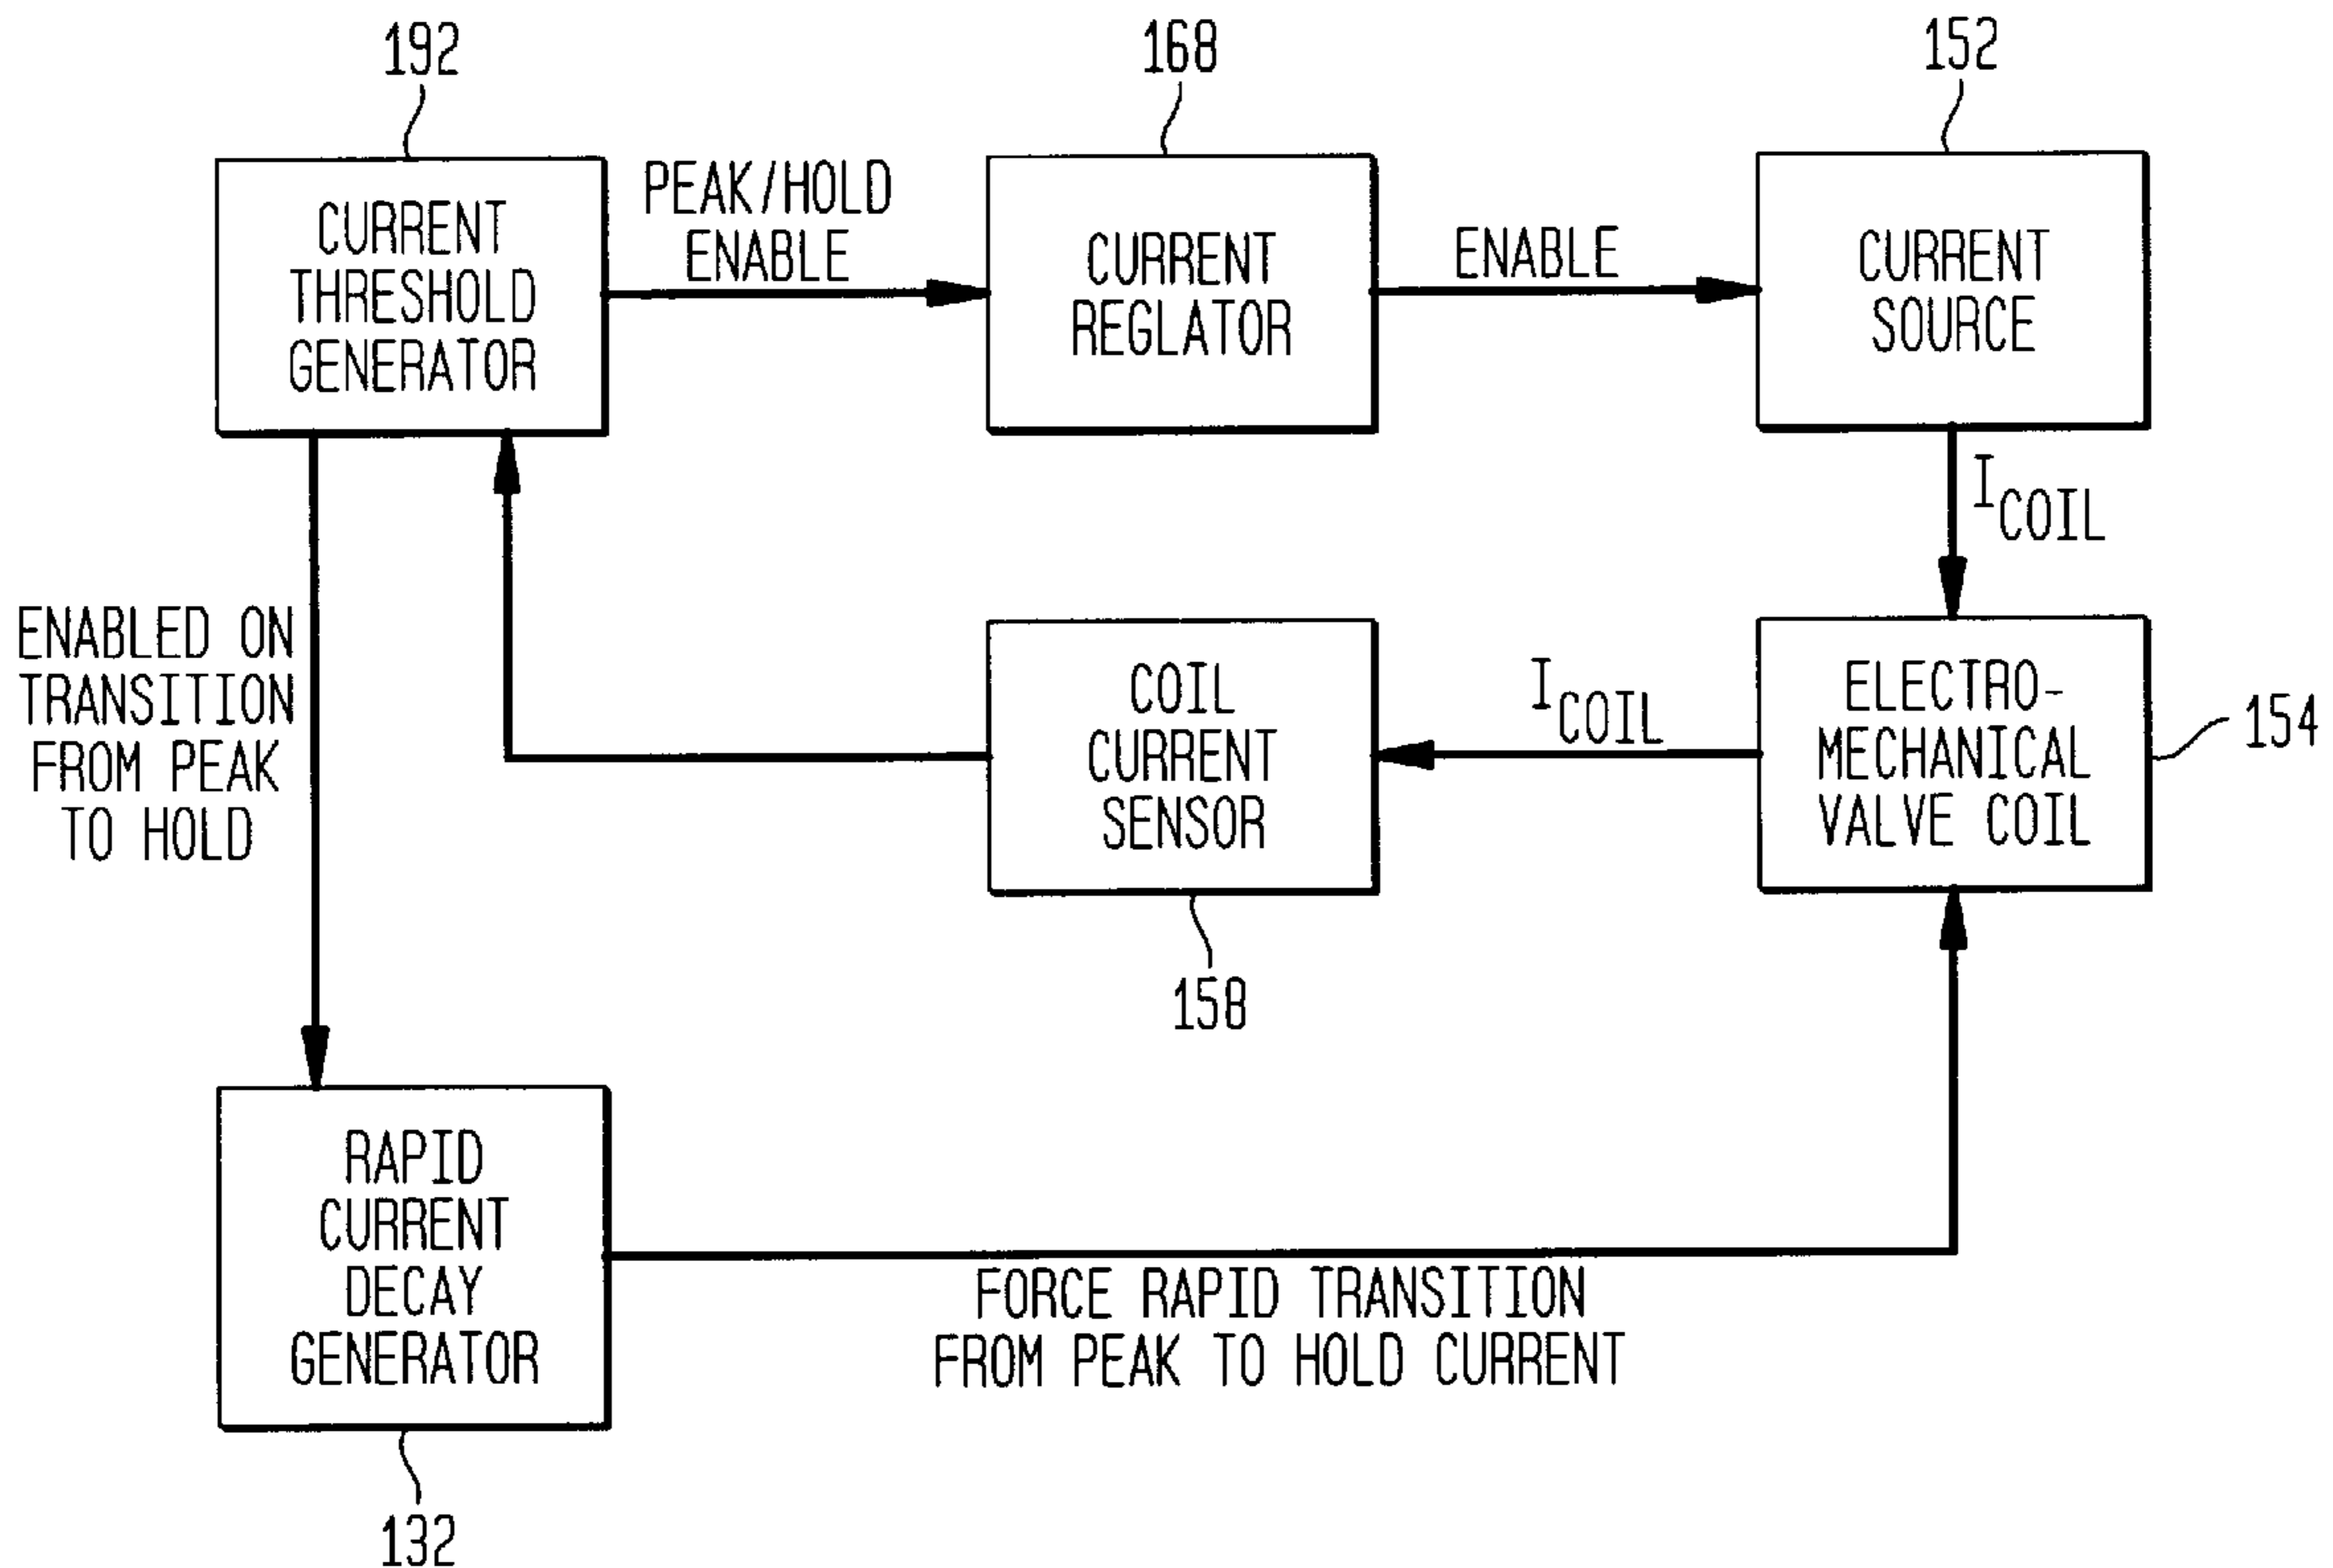 192
168
152
CURRENT
THRESHOLD
GENERATOR
PEAK/HOLD
ENABLE
CURRENT
REGLATOR
ENABLE
CURRENT
SOURCE
I COIL
ENABLED ON
TRANSITION
FROM PEAK
TO HOLD
COIL
CURRENT
SENSOR
I COIL
ELECTRO-
MECHANICAL
VALVE COIL
154
158
RAPID
CURRENT
DECAY
GENERATOR
FORCE RAPID TRANSITION
FROM PEAK TO HOLD CURRENT
132